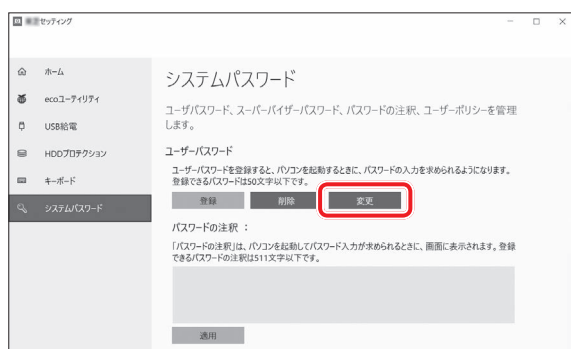 セッティング
ホーム
ecoユーティリティ
USB給電
HDDプロテクション
キーボード
システムパスワード
システムパスワード
ユーザパスワード、スーパーバイザーパスワード、パスワードの注釈、ユーザーポリシーを管理
します。
ユーザーパスワード
ユーザーパスワードを登録すると、パソコンを起動するときに、パスワードの入力を求められるようになります。
登録できるパスワードは50文字以下です。
登録 削除 変更
パスワードの注釈 ：
「パスワードの注釈」は、パソコンを起動してパスワード入力が求められるときに、画面に表示されます。登録
できるパスワードの注釈は511文字以下です。
適用